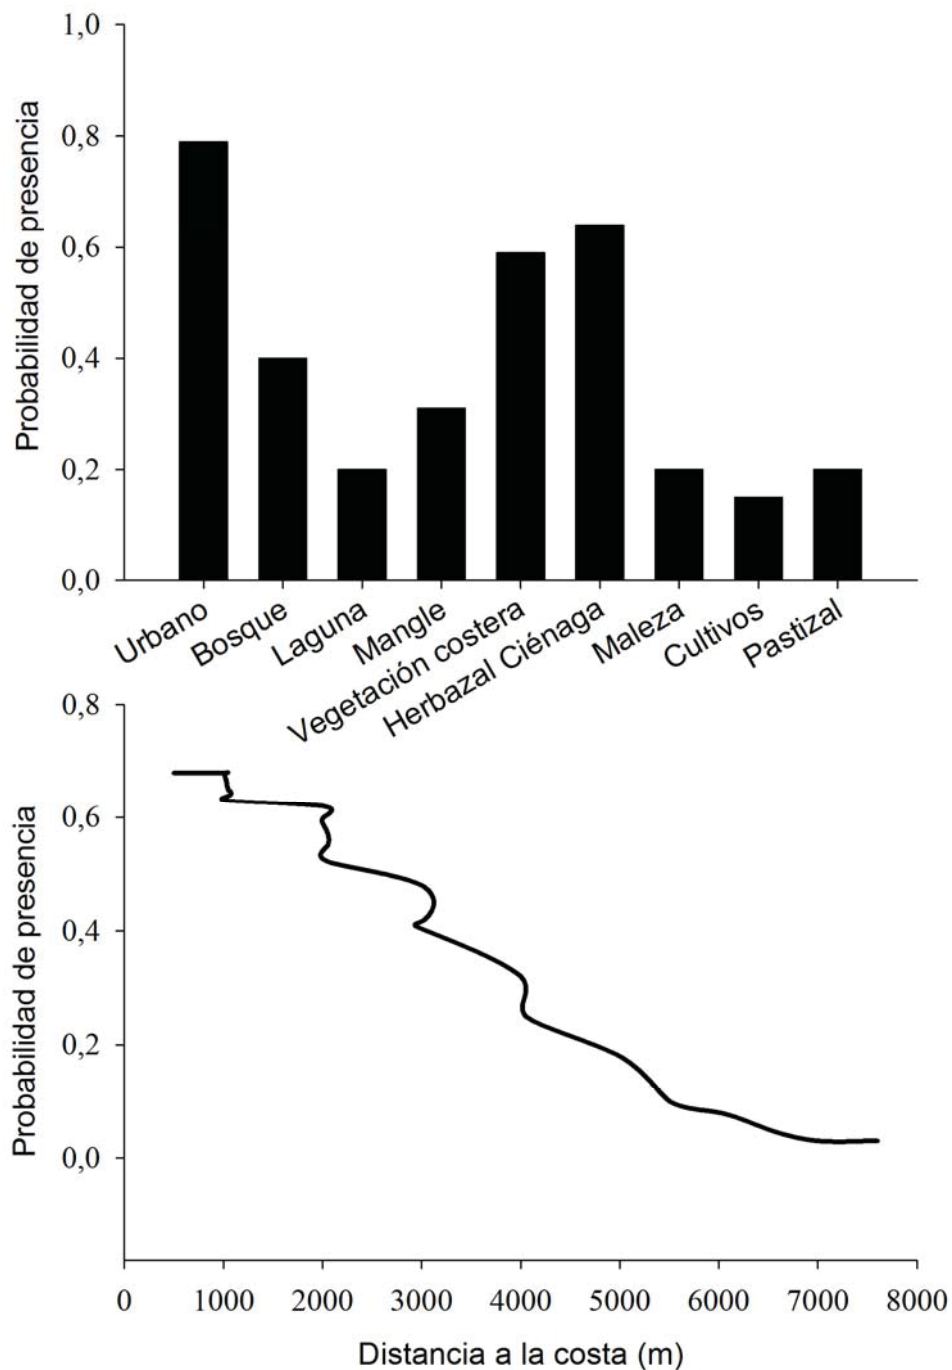 Probabilidad de presencia
1,0
0,8
0,6
0,4
0,2
0,0
Urbano
Bosque
Laguna
Mangle
Vegetación costera
Herbazal Ciénaga
Maleza
Cultivos
Pastizal
Probabilidad de presencia
0,8
0,6
0,4
0,2
0,0
0 1000 2000 3000 4000 5000 6000 7000 8000
Distancia a la costa (m)